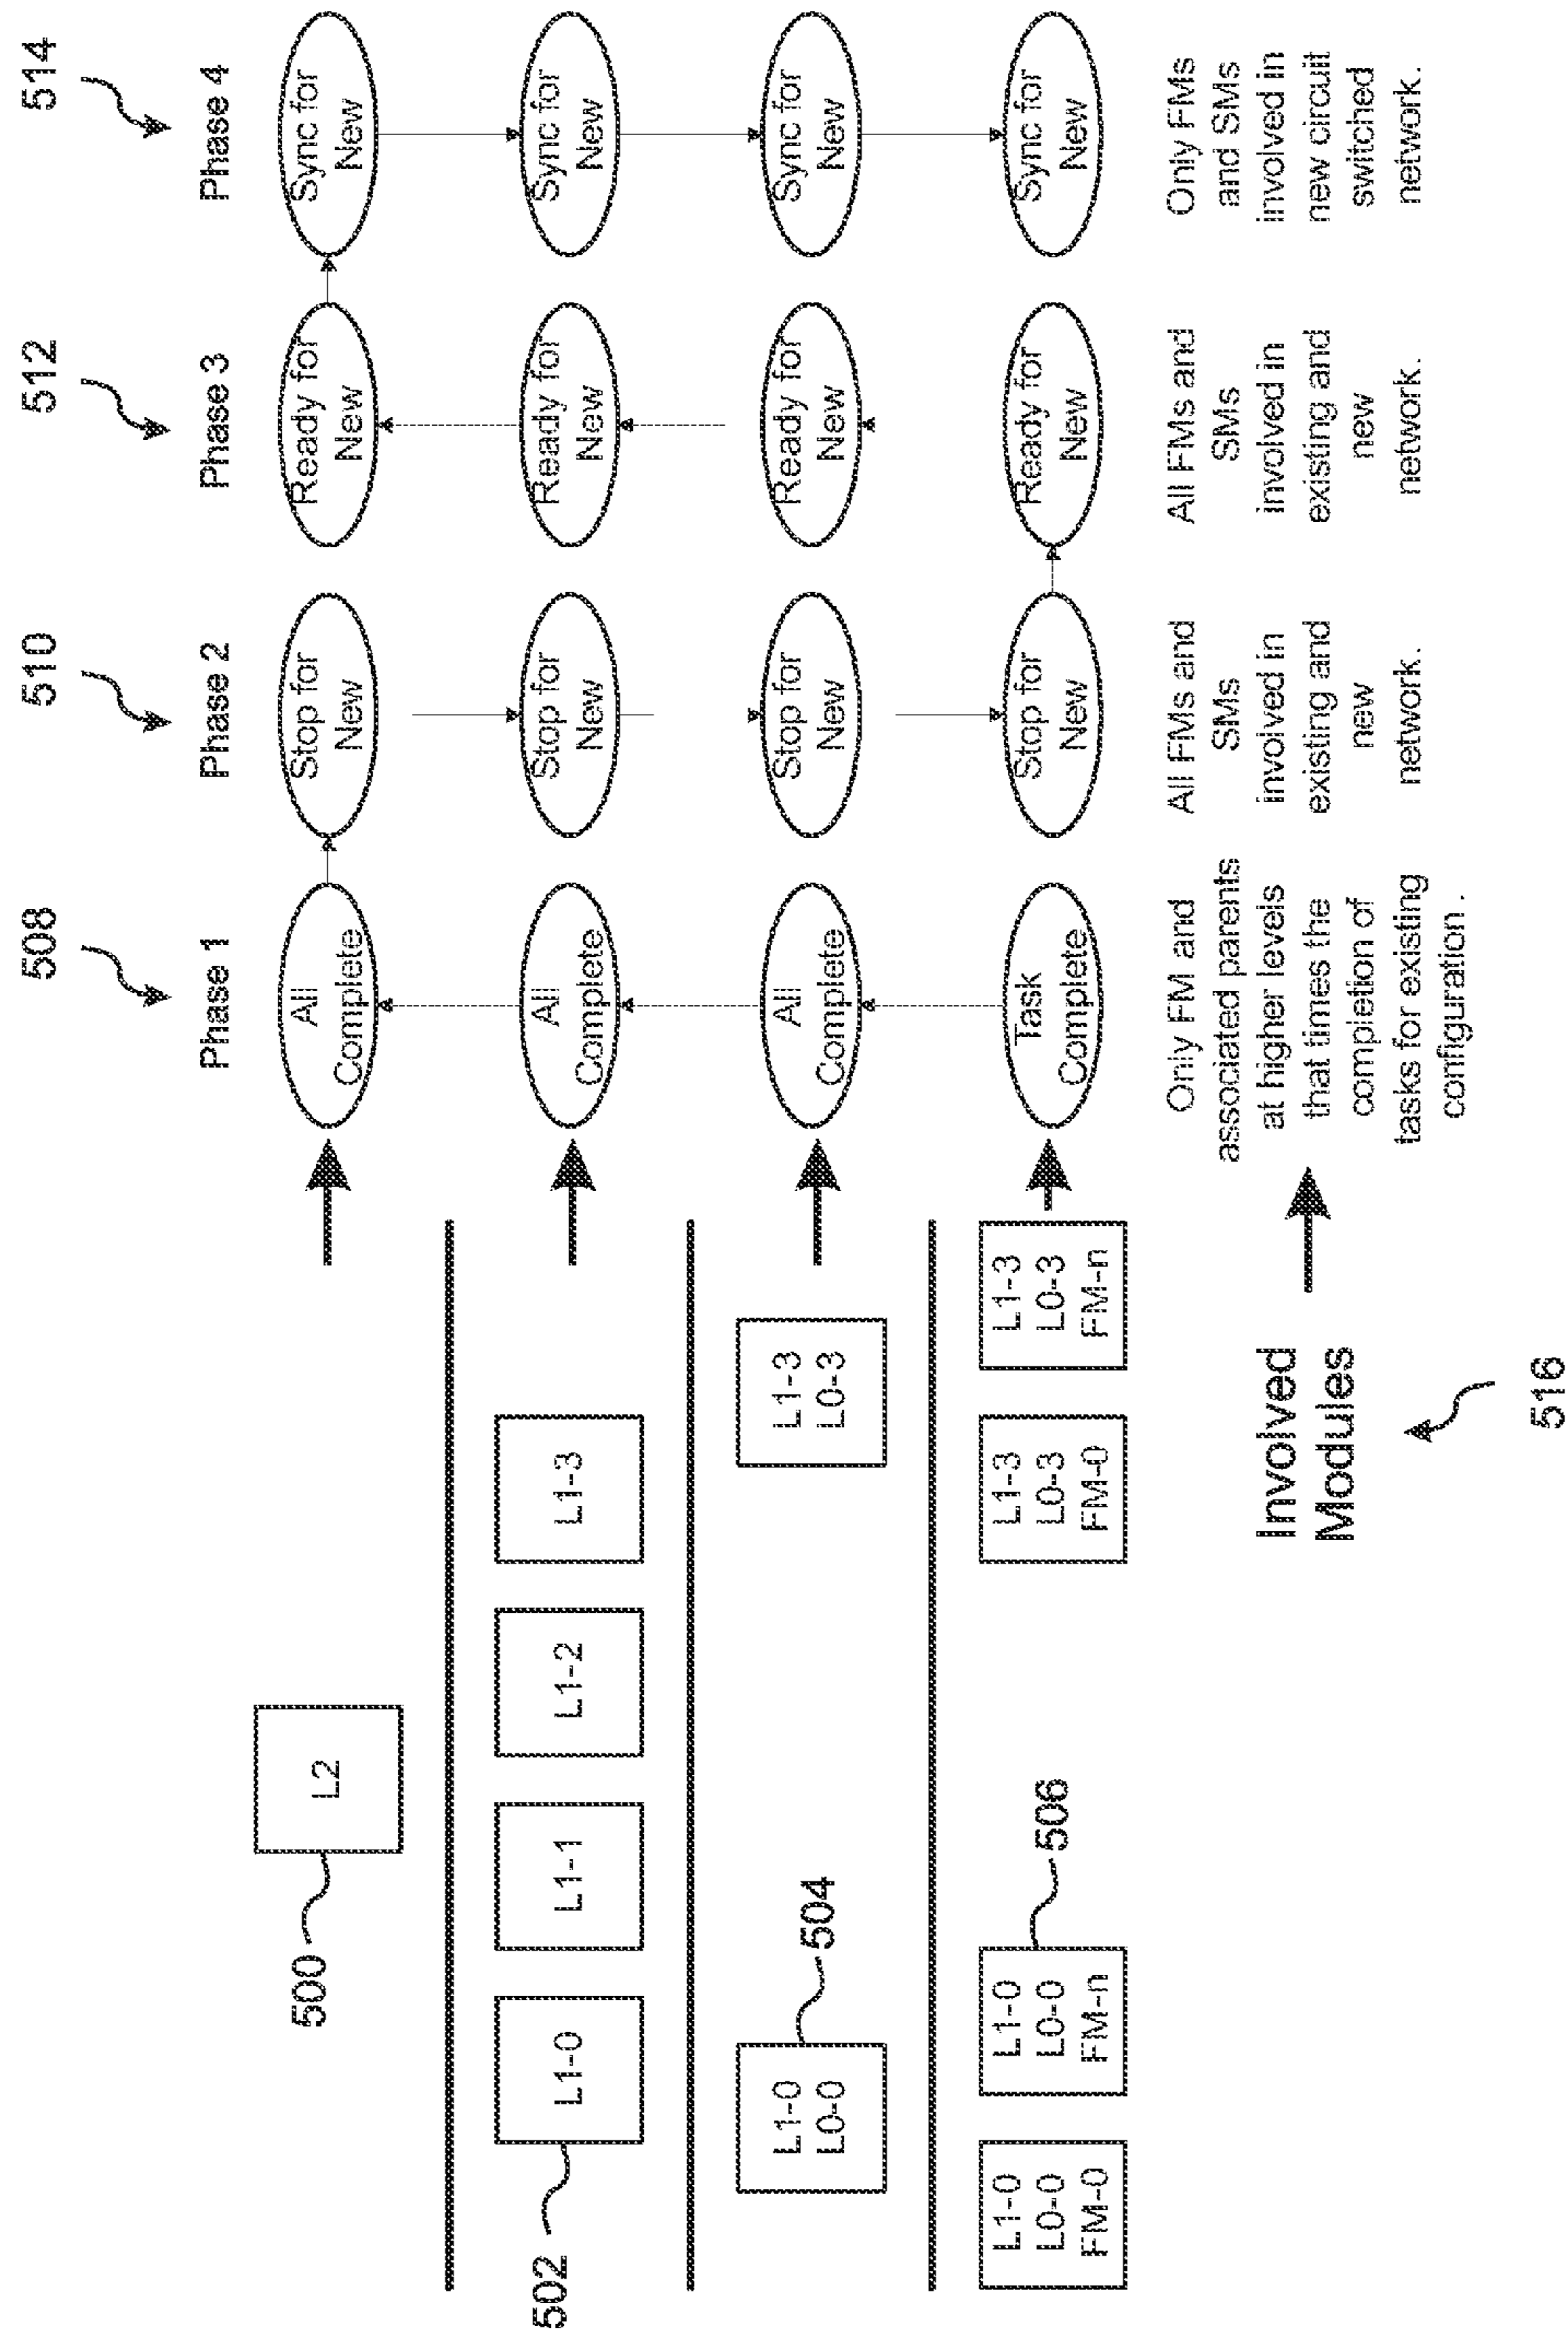 508
510
512
514
Phase 1
Phase 2
Phase 3
Phase 4
500
L2
All
Complete
Stop for
New
Ready for
New
Sync for
New
502
L1-0
L1-1
L1-2
L1-3
All
Complete
Stop for
New
Ready for
New
Sync for
New
504
L1-0
L0-0
L1-3
L0-3
All
Complete
Stop for
New
Ready for
New
Sync for
New
L1-0
L0-0
FM-0
L1-0
L0-0
FM-n
506
L1-3
L0-3
FM-0
L1-3
L0-3
FM-n
Task
Complete
Stop for
New
Ready for
New
Sync for
New
Involved
Modules
516
Only FM and
associated parents
at higher levels
that times the
completion of
tasks for existing
configuration.
All FMs and
SMs
involved in
existing and
new
network.
All FMs and
SMs
involved in
existing and
new
network.
Only FMs
and SMs
involved in
new circuit
switched
network.